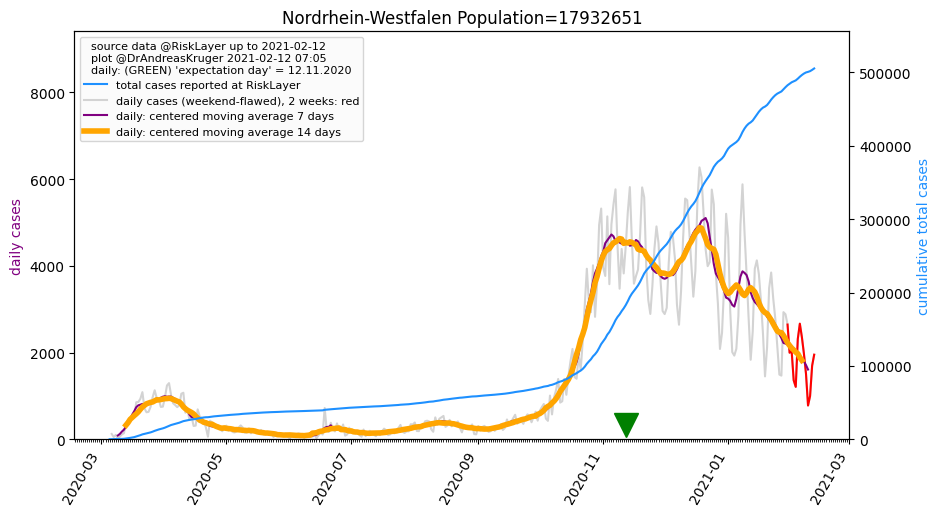 Nordrhein-Westfalen Population=17932651
source data @RiskLayer up to 2021-02-12
plot @DrAndreasKruger 2021-02-12 07:05
daily: (GREEN) 'expectation day' = 12.11.2020
total cases reported at RiskLayer
daily cases (weekend-flawed), 2 weeks: red
daily: centered moving average 7 days
daily: centered moving average 14 days
daily cases
8000
6000
4000
2000
0
500000
400000
300000
200000
100000
0
cumulative total cases
2020-03
2020-05
2020-07
2020-09
2020-11
2021-01
2021-03